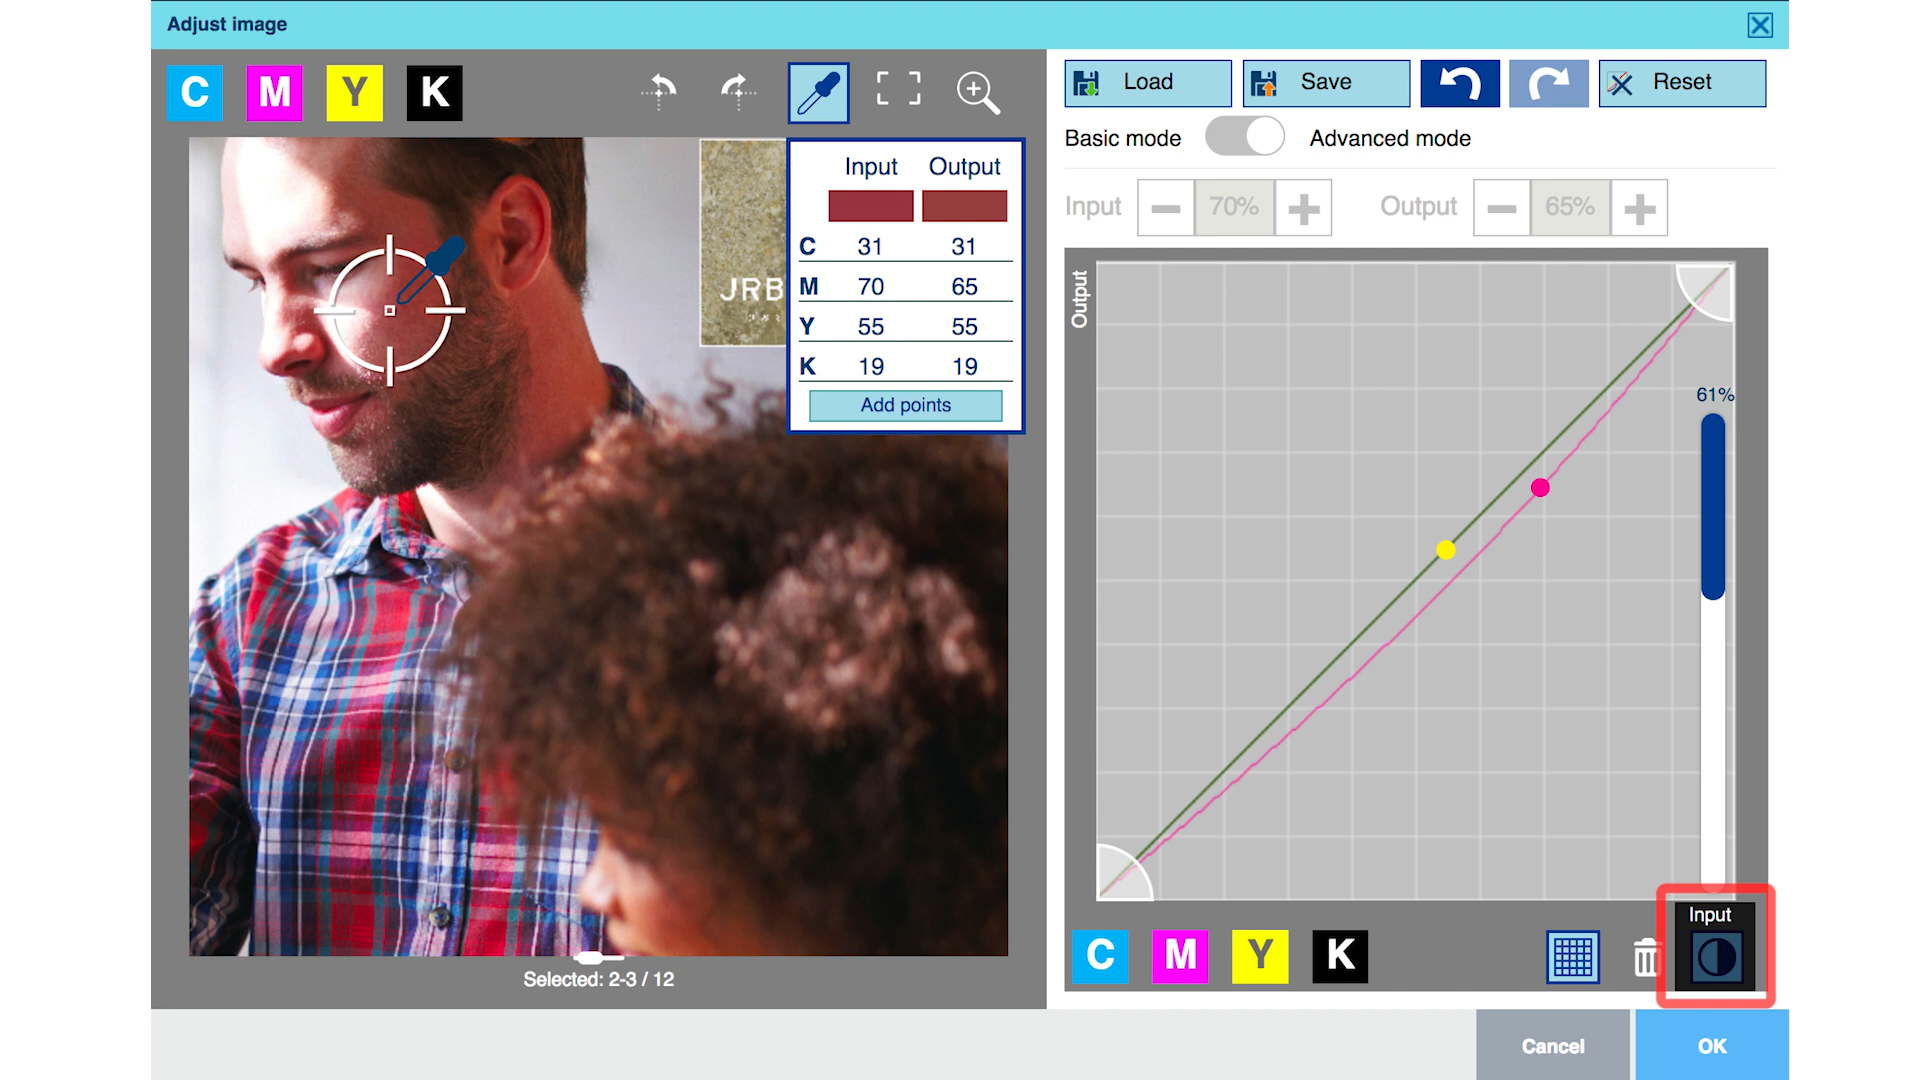 Adjust image
C M Y K
Load
Save
Reset
Basic mode
Advanced mode
Input
70%
Output
65%
Input Output
C 31 31
M 70 65
Y 55 55
K 19 19
Add points
JRB
Output
61%
Input
C M Y K
Selected: 2-3 / 12
Cancel
OK